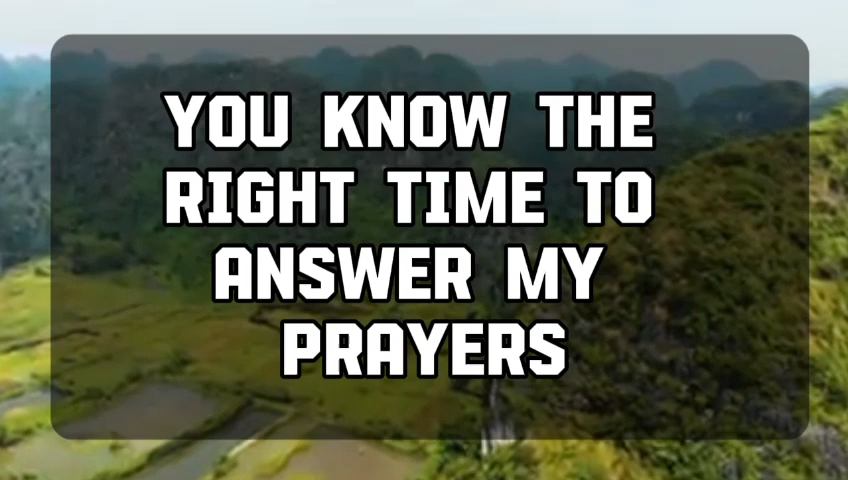 YOU KNOW THE
RIGHT TIME TO
ANSWER MY
PRAYERS